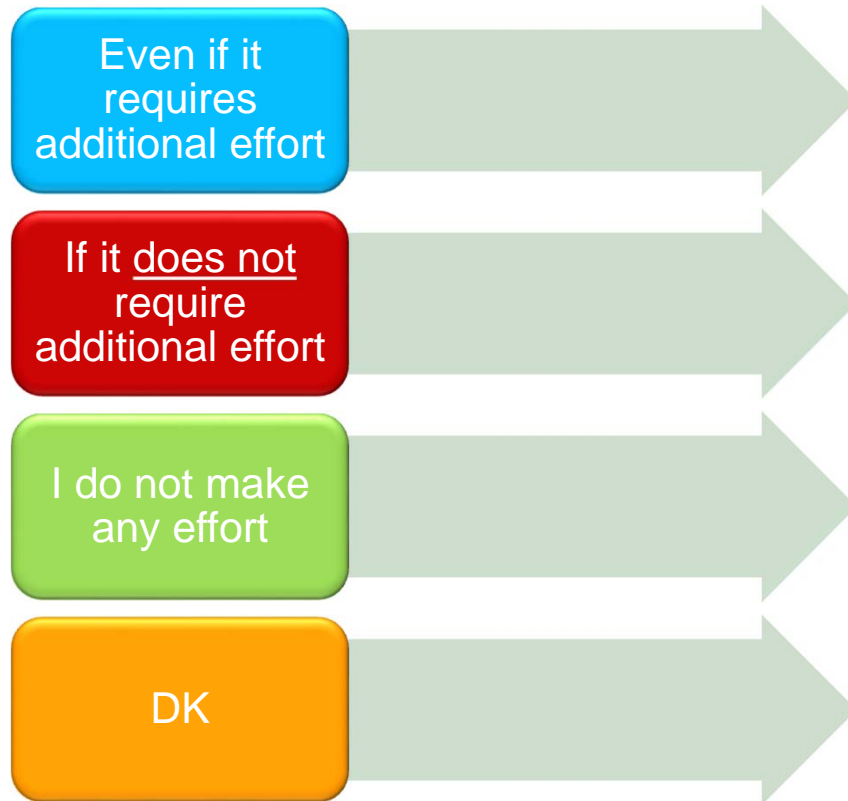 Even if it
requires
additional effort
If it does not
require
additional effort
I do not make
any effort
DK